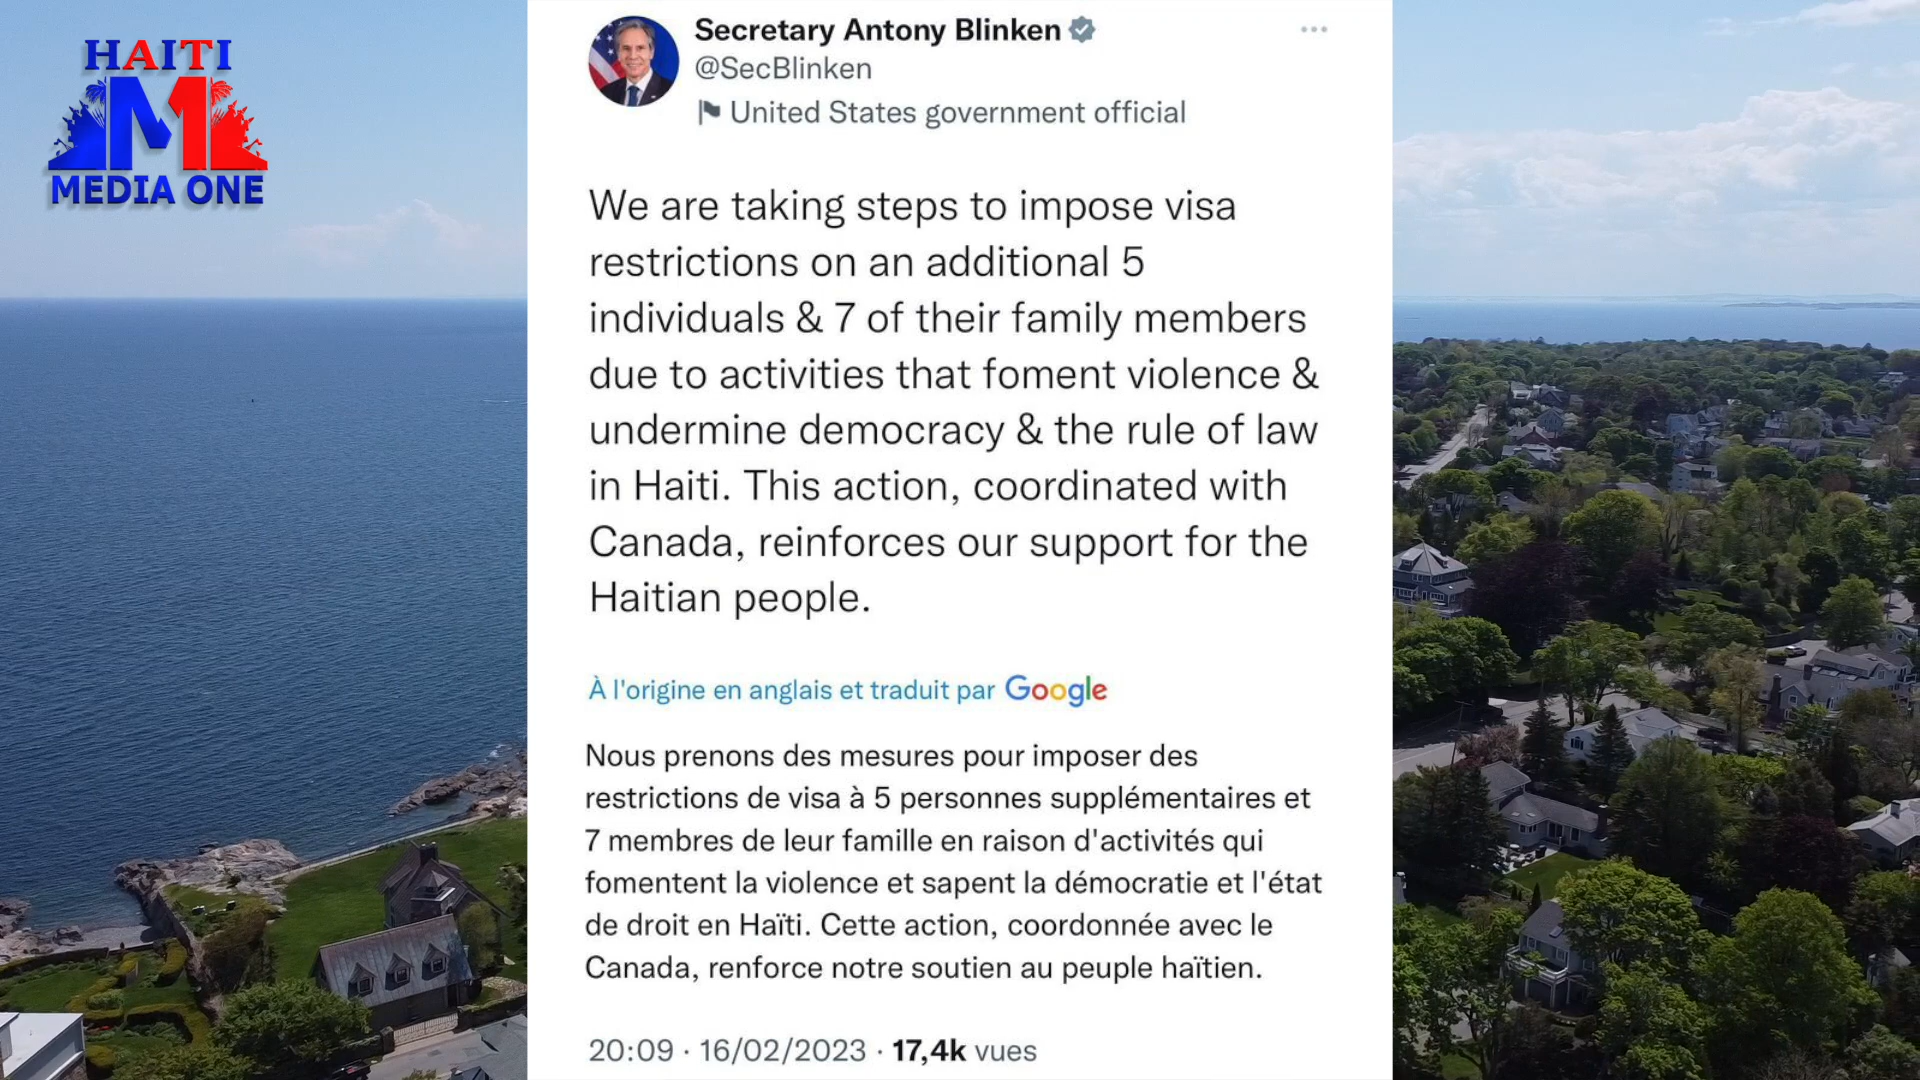 HAITI
M1
MEDIA ONE
Secretary Antony Blinken
@SecBlinken
United States government official
We are taking steps to impose visa
restrictions on an additional 5
individuals & 7 of their family members
due to activities that foment violence &
undermine democracy & the rule of law
in Haiti. This action, coordinated with
Canada, reinforces our support for the
Haitian people.
À l'origine en anglais et traduit par Google
Nous prenons des mesures pour imposer des
restrictions de visa à 5 personnes supplémentaires et
7 membres de leur famille en raison d'activités qui
fomentent la violence et sapent la démocratie et l'état
de droit en Haïti. Cette action, coordonnée avec le
Canada, renforce notre soutien au peuple haïtien.
20:09 · 16/02/2023 · 17,4k vues